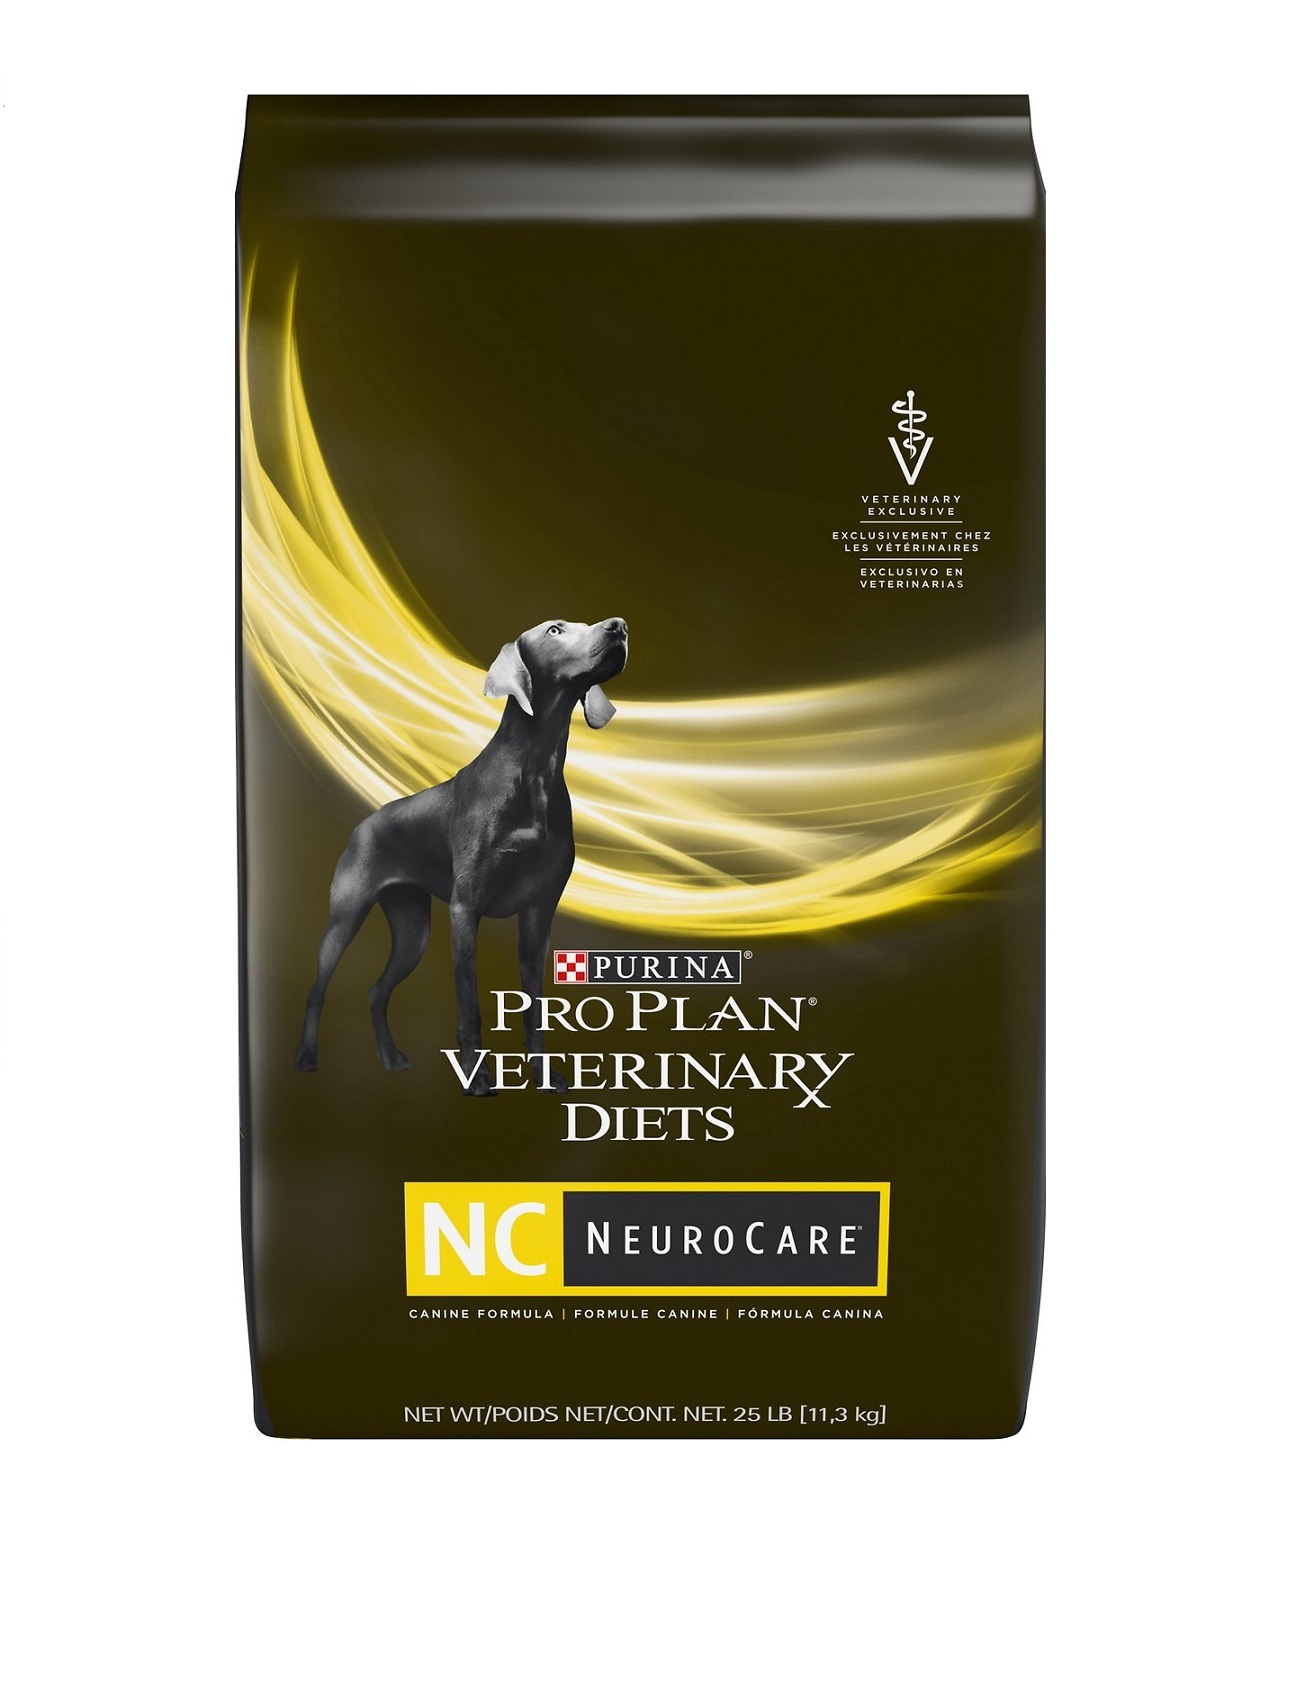 V
VETERINARY
EXCLUSIVE
EXCLUSIVEMENT CHEZ
LES VÉTÉRINAIRES
EXCLUSIVO EN
VETERINARIAS
PURINA®
PRO PLAN®
VETERINARY
DIETS
NC NEUROCARE™
CANINE FORMULA | FORMULE CANINE | FÓRMULA CANINA
NET WT/POIDS NET/CONT. NET. 25 LB [11,3 kg]